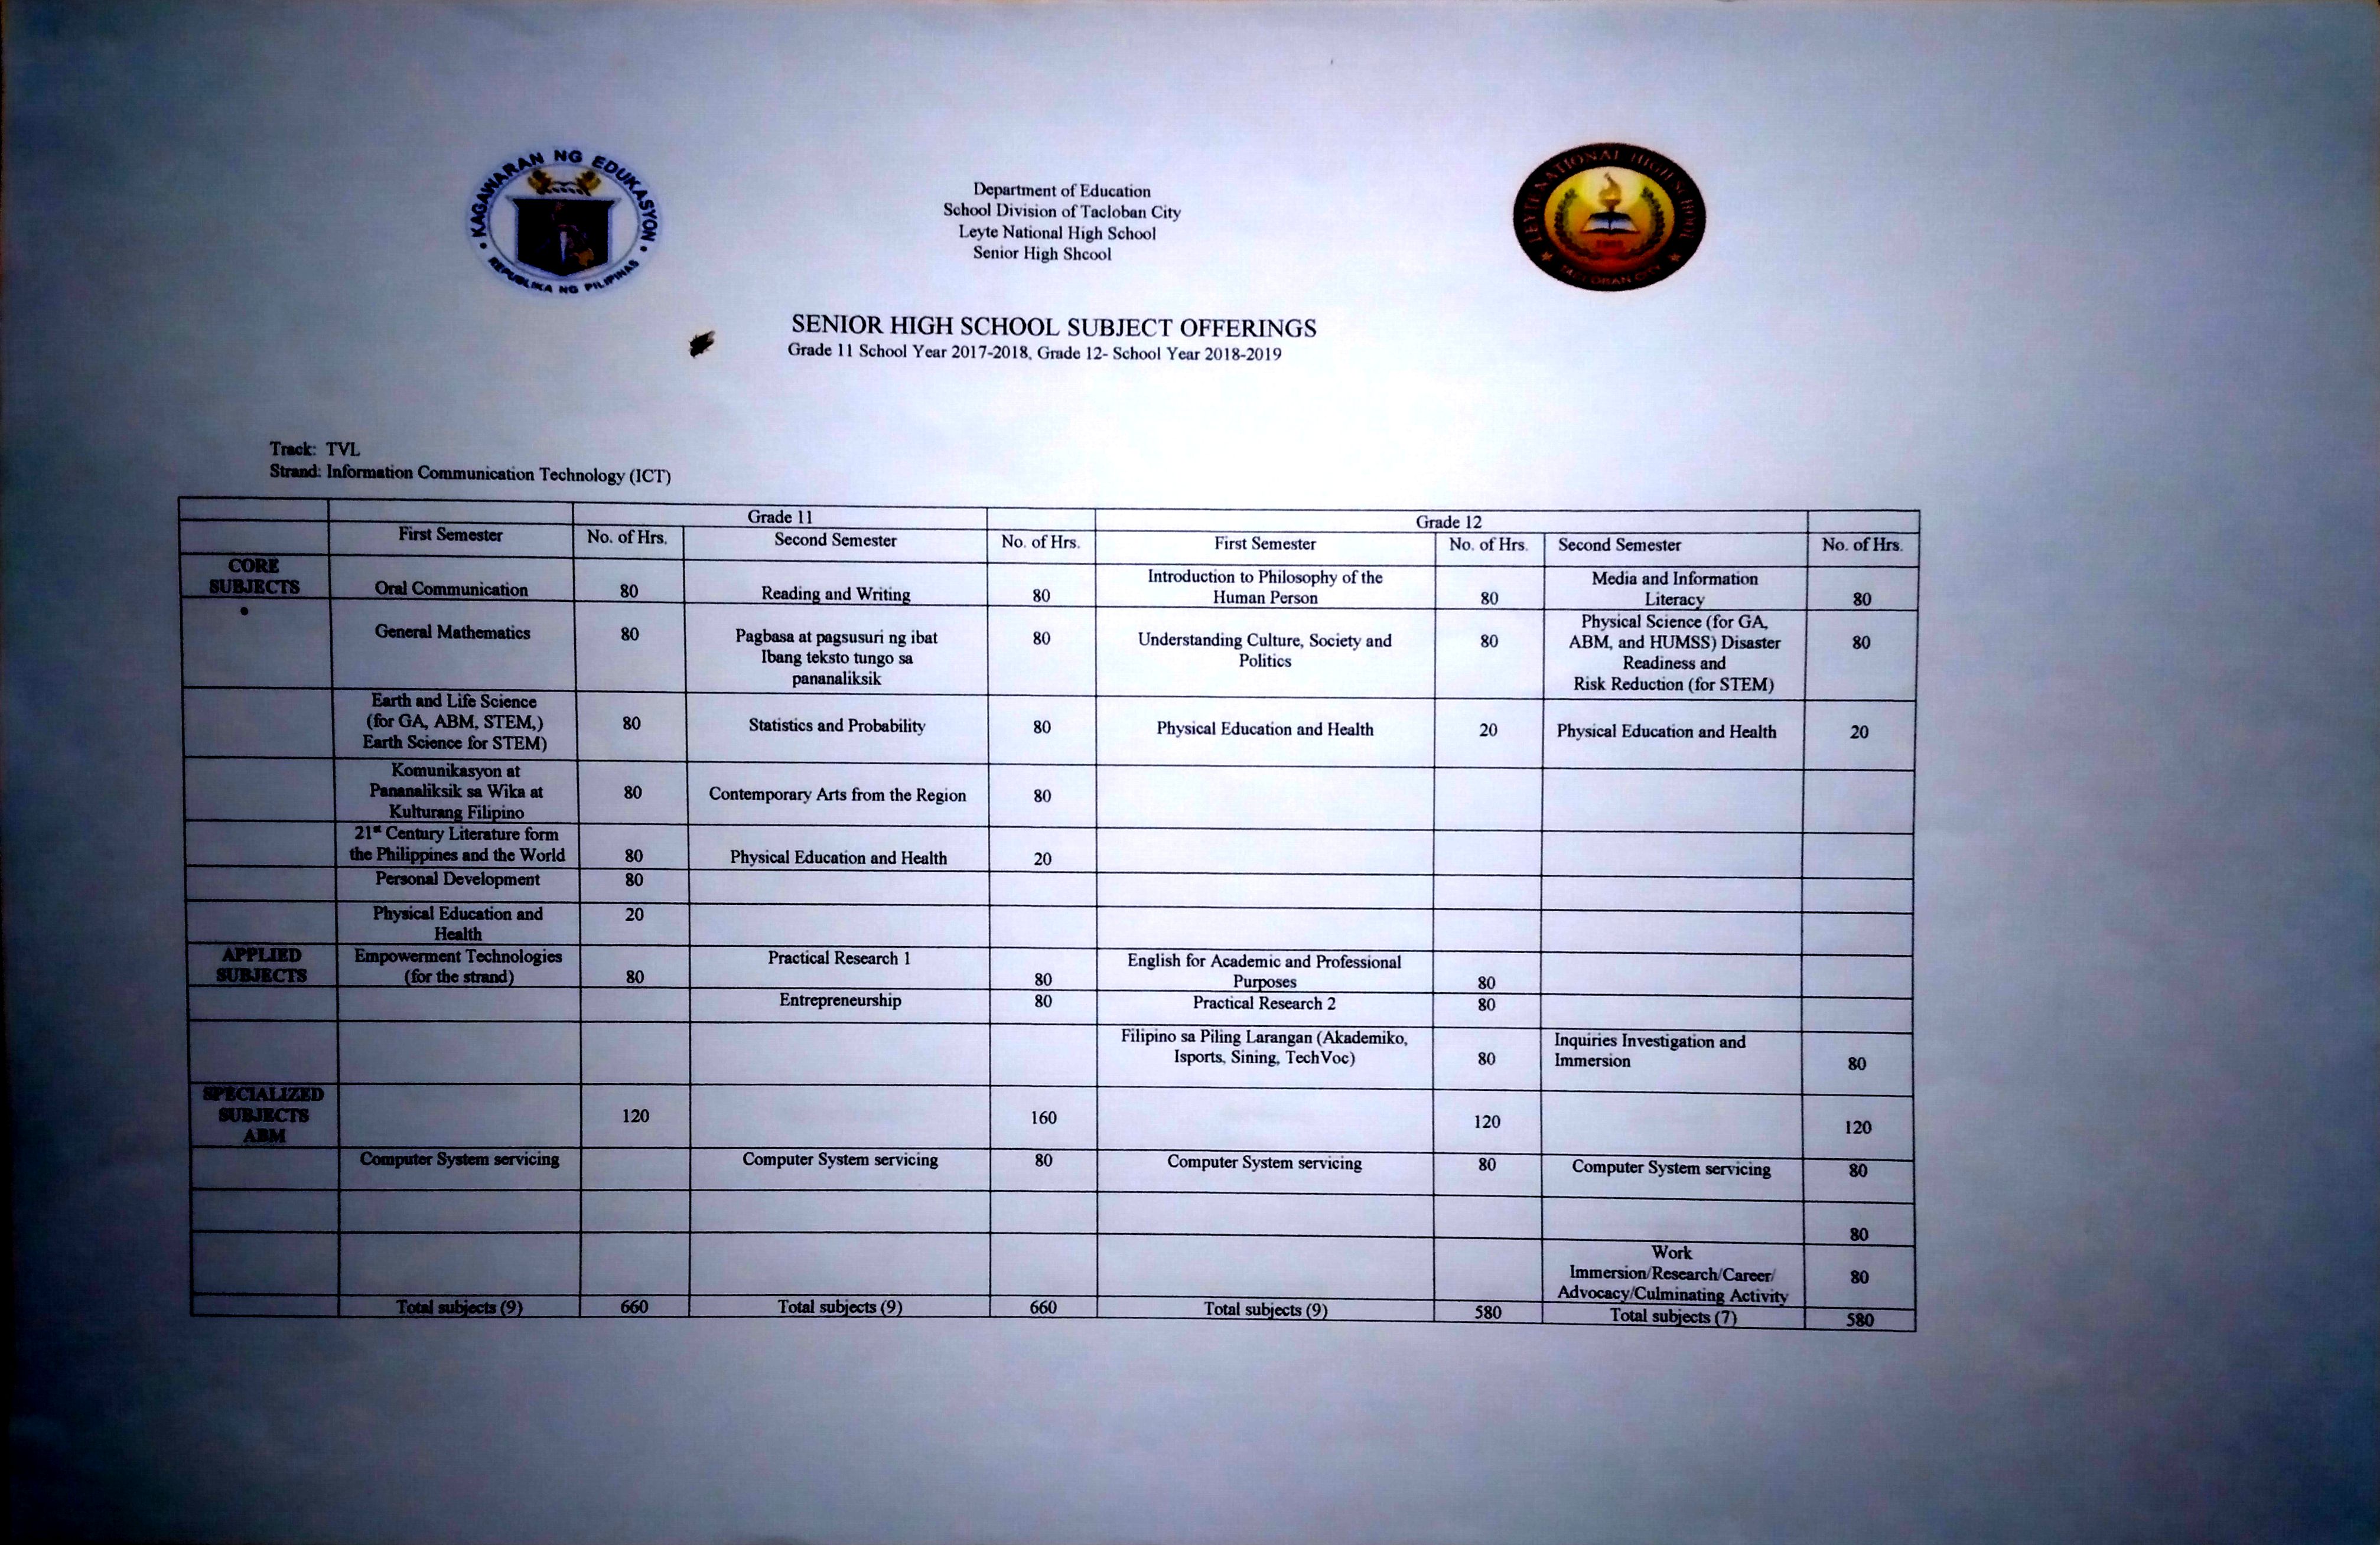 KAGAWARAN NG EDUKASYON
REPUBLIKA NG PILIPINAS
Department of Education
School Division of Tacloban City
Leyte National High School
Senior High Shcool
LEYTE NATIONAL HIGH SCHOOL
TACLOBAN CITY
SENIOR HIGH SCHOOL SUBJECT OFFERINGS
Grade 11 School Year 2017-2018, Grade 12- School Year 2018-2019
Track: TVL
Strand: Information Communication Technology (ICT)
Grade 11 Grade 12
First Semester No. of Hrs. Second Semester No. of Hrs. First Semester No. of Hrs. Second Semester No. of Hrs.
CORE
SUBJECTS
Oral Communication 80 Reading and Writing 80
Introduction to Philosophy of the
Human Person
80
Media and Information
Literacy
80
General Mathematics 80
Pagbasa at pagsusuri ng ibat
Ibang teksto tungo sa
pananaliksik
80
Understanding Culture, Society and
Politics
80
Physical Science (for GA,
ABM, and HUMSS) Disaster
Readiness and
Risk Reduction (for STEM)
80
Earth and Life Science
(for GA, ABM, STEM,)
Earth Science for STEM)
80 Statistics and Probability 80 Physical Education and Health 20 Physical Education and Health 20
Komunikasyon at
Pananaliksik sa Wika at
Kulturang Filipino
80 Contemporary Arts from the Region 80
21st Century Literature form
the Philippines and the World
80 Physical Education and Health 20
Personal Development 80
Physical Education and
Health
20
APPLIED
SUBJECTS
Empowerment Technologies
(for the strand)
80 Practical Research 1 80
English for Academic and Professional
Purposes
80
Entrepreneurship 80 Practical Research 2 80
Filipino sa Piling Larangan (Akademiko,
Isports, Sining, TechVoc)
80
Inquiries Investigation and
Immersion
80
SPECIALIZED
SUBJECTS
ABM
120 160 120 120
Computer System servicing Computer System servicing 80 Computer System servicing 80 Computer System servicing 80
80
Work
Immersion/Research/Career/
Advocacy/Culminating Activity
80
Total subjects (9) 660 Total subjects (9) 660 Total subjects (9) 580 Total subjects (7) 580